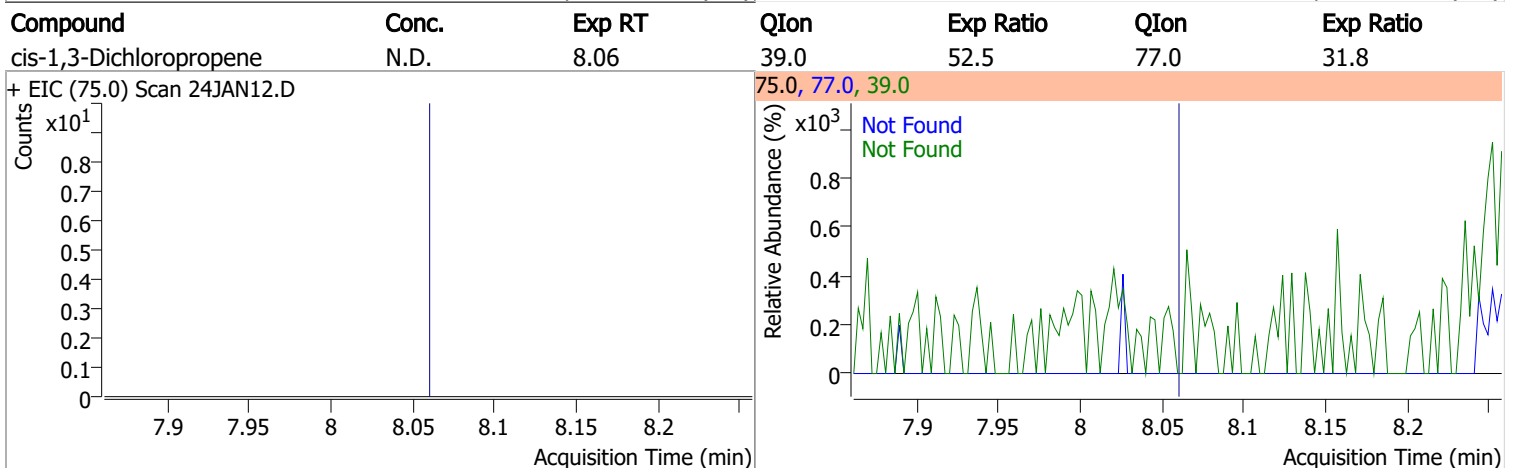 Compound Conc. Exp RT QIon Exp Ratio QIon Exp Ratio
cis-1,3-Dichloropropene N.D. 8.06 39.0 52.5 77.0 31.8
+ EIC (75.0) Scan 24JAN12.D
Counts
x10^1
0.8
0.7
0.6
0.5
0.4
0.3
0.2
0.1
0
7.9 7.95 8 8.05 8.1 8.15 8.2
Acquisition Time (min)
75.0, 77.0, 39.0
Relative Abundance (%)
x10^3
Not Found
Not Found
0.8
0.6
0.4
0.2
0
7.9 7.95 8 8.05 8.1 8.15 8.2
Acquisition Time (min)